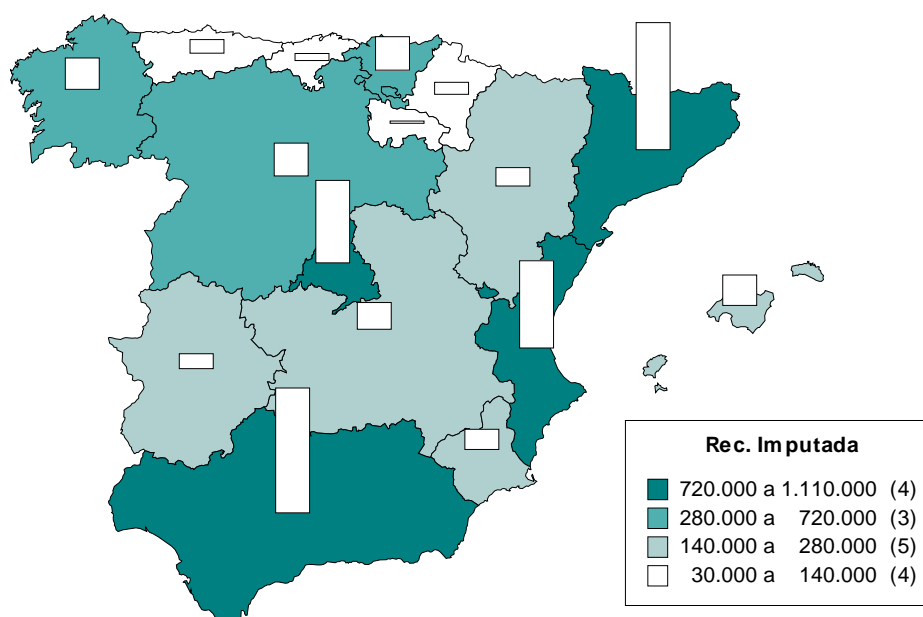 Rec. Imputada
720.000 a 1.110.000 (4)
280.000 a 720.000 (3)
140.000 a 280.000 (5)
30.000 a 140.000 (4)